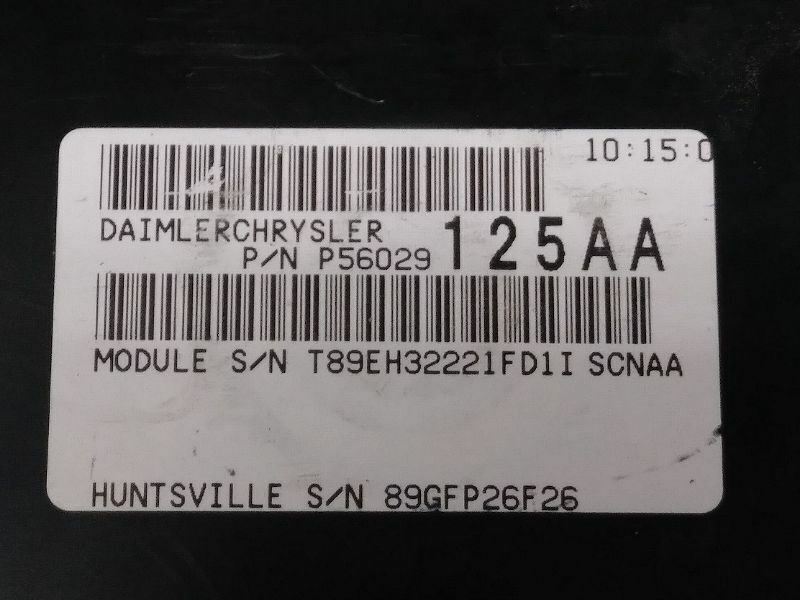 10:15:0
DAIMLERCHRYSLER
P/N P56029 125AA
MODULE S/N T89EH32221FD1I SCNAA
HUNTSVILLE S/N 89GFP26F26